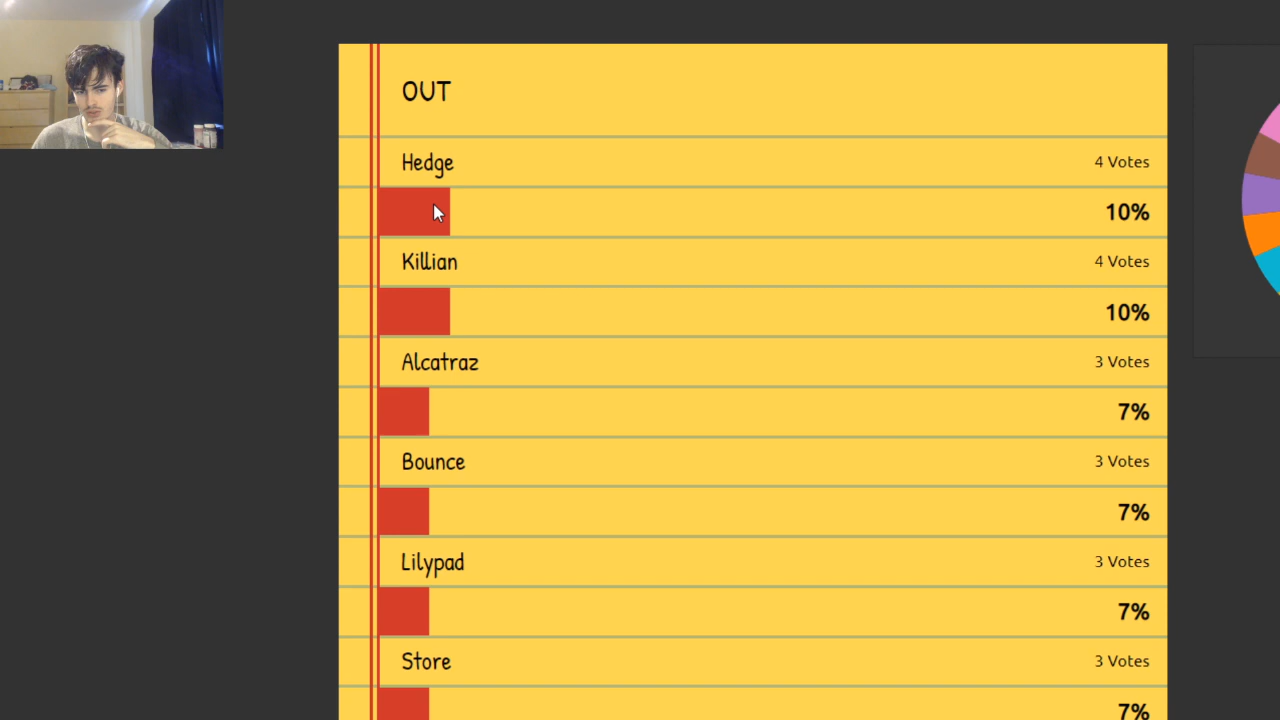 OUT
Hedge 4 Votes
10%
Killian 4 Votes
10%
Alcatraz 3 Votes
7%
Bounce 3 Votes
7%
Lilypad 3 Votes
7%
Store 3 Votes
7%